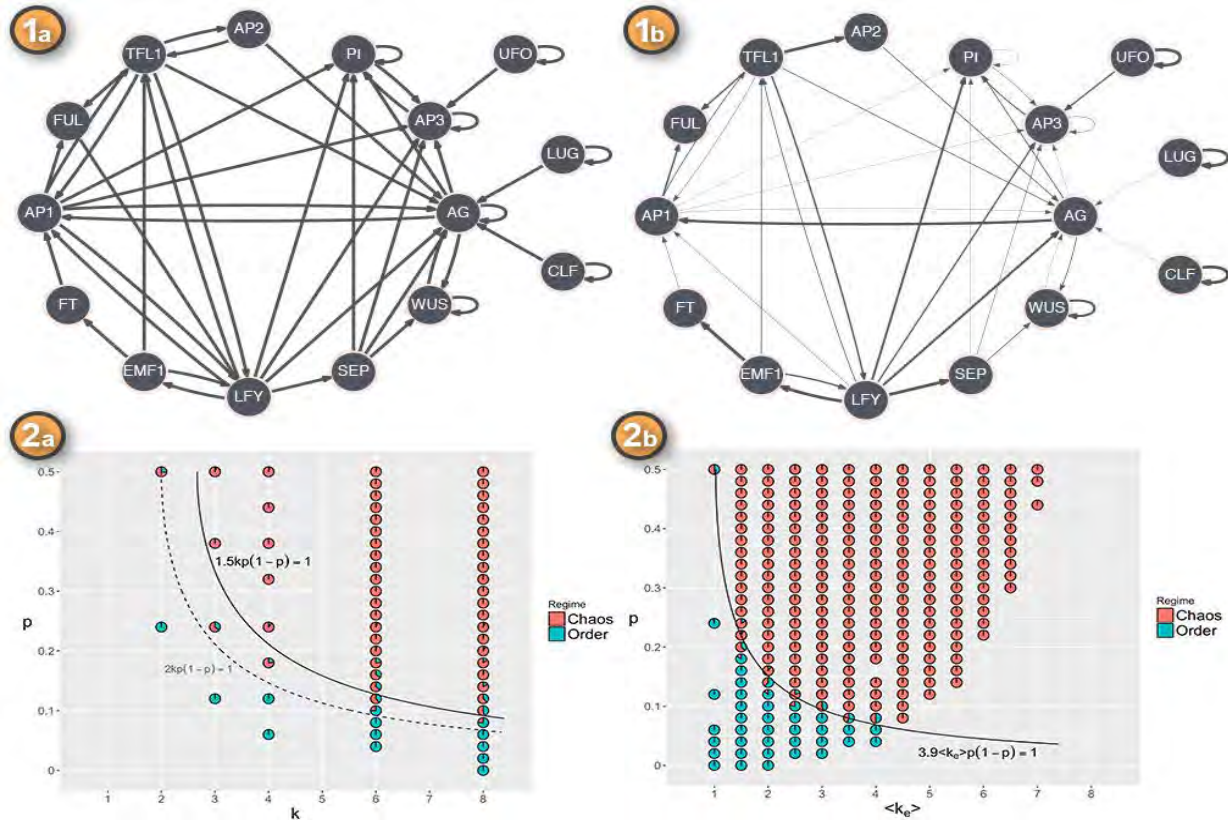 1a
AP2
TFL1
PI
UFO
FUL
AP3
LUG
AP1
AG
CLF
FT
WUS
EMF1
SEP
LFY
1b
AP2
TFL1
PI
UFO
FUL
AP3
LUG
AP1
AG
CLF
FT
WUS
EMF1
SEP
LFY
2a
0.5
0.4
0.3
p
0.2
0.1
0
1.5kp(1-p)=1
2kp(1-p)=1
1 2 3 4 5 6 7 8
k
Regime
Chaos
Order
2b
0.5
0.4
0.3
p
0.2
0.1
0
3.9<kₑ>p(1-p)=1
1 2 3 4 5 6 7 8
<kₑ>
Regime
Chaos
Order